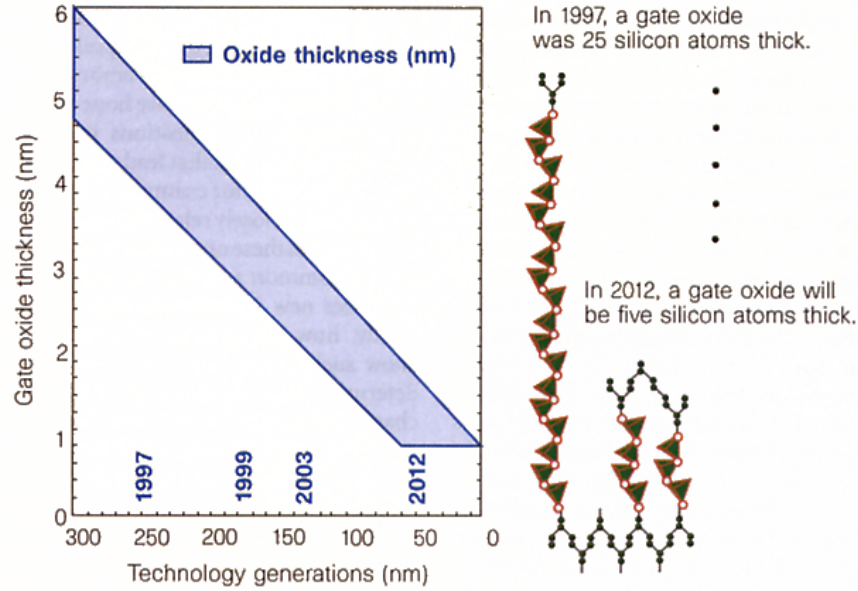 6
5
4
3
2
1
0
Gate oxide thickness (nm)
Oxide thickness (nm)
1997
1999
2003
2012
300
250
200
150
100
50
0
Technology generations (nm)
In 1997, a gate oxide
was 25 silicon atoms thick.
In 2012, a gate oxide will
be five silicon atoms thick.